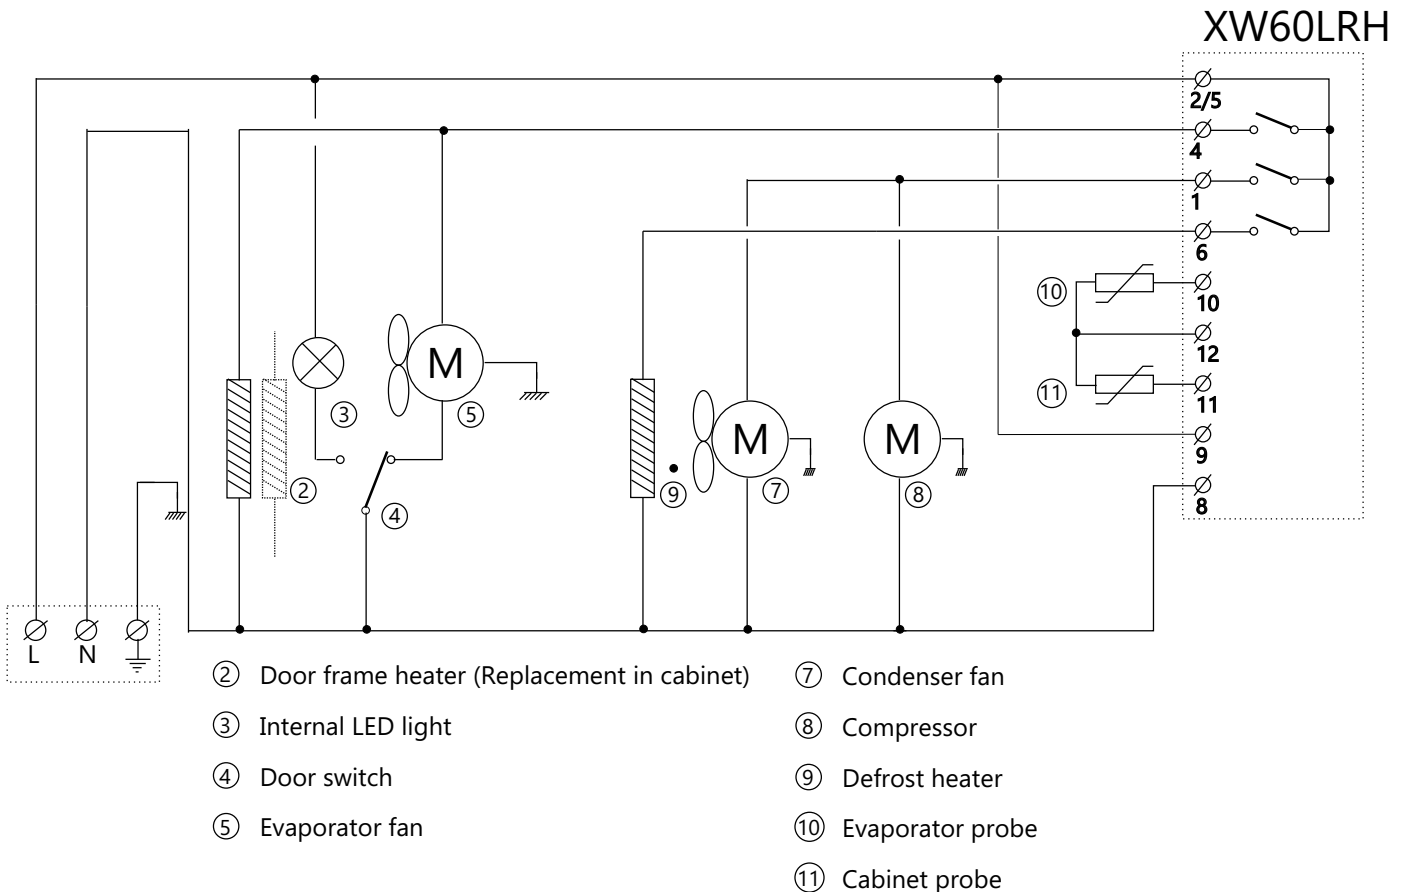 XW60LRH
2/5
4
1
6
10
10
12
11
11
9
8
M
3
5
2
4
M
9
7
M
8
L
N
2 Door frame heater (Replacement in cabinet)
3 Internal LED light
4 Door switch
5 Evaporator fan
7 Condenser fan
8 Compressor
9 Defrost heater
10 Evaporator probe
11 Cabinet probe